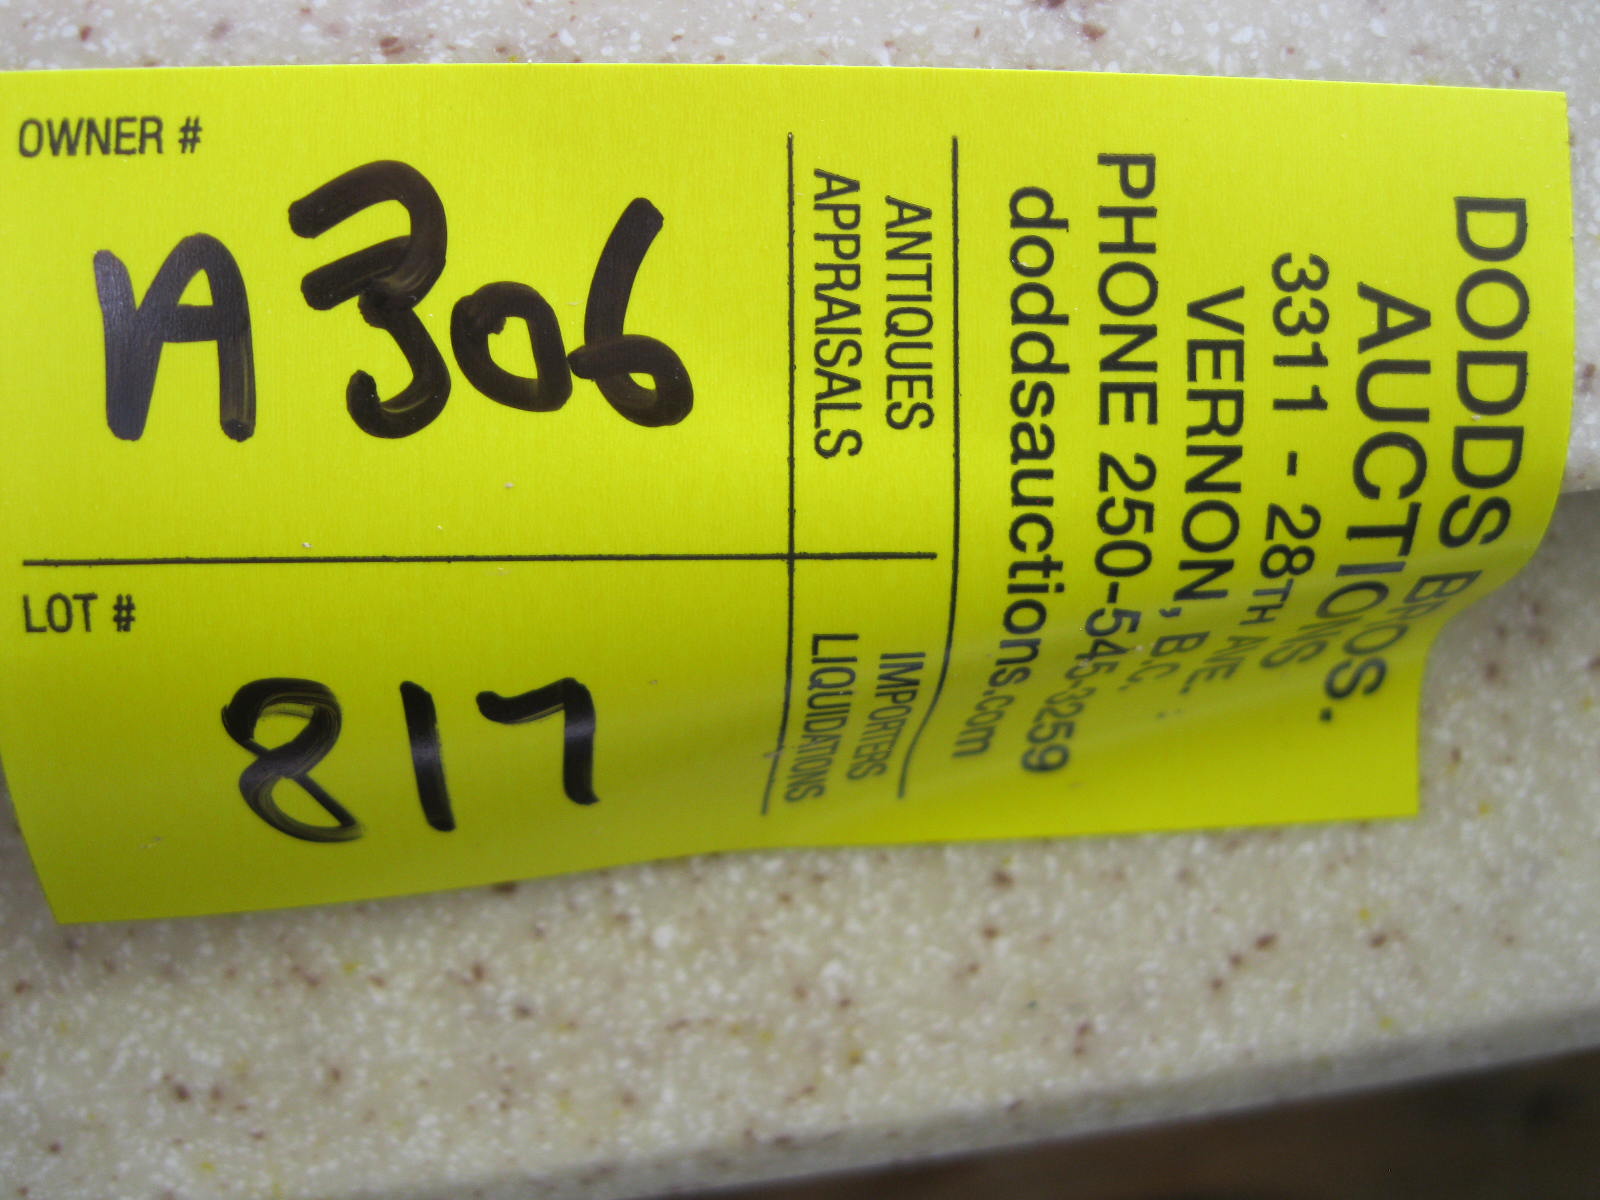 DODDS BROS.
AUCTIONS
3311 - 28TH AVE.
VERNON, B.C.
PHONE 250-545-3259
doddsauctions.com
ANTIQUES
APPRAISALS
IMPORTERS
LIQUIDATIONS
OWNER #
A306
LOT #
817